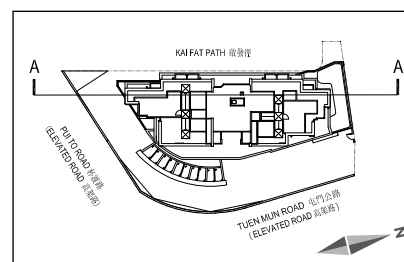 KAI FAT PATH 啟發徑
A A
PUI TO ROAD 杯渡路
(ELEVATED ROAD 高架路)
TUEN MUN ROAD 屯門公路
(ELEVATED ROAD 高架路)
N